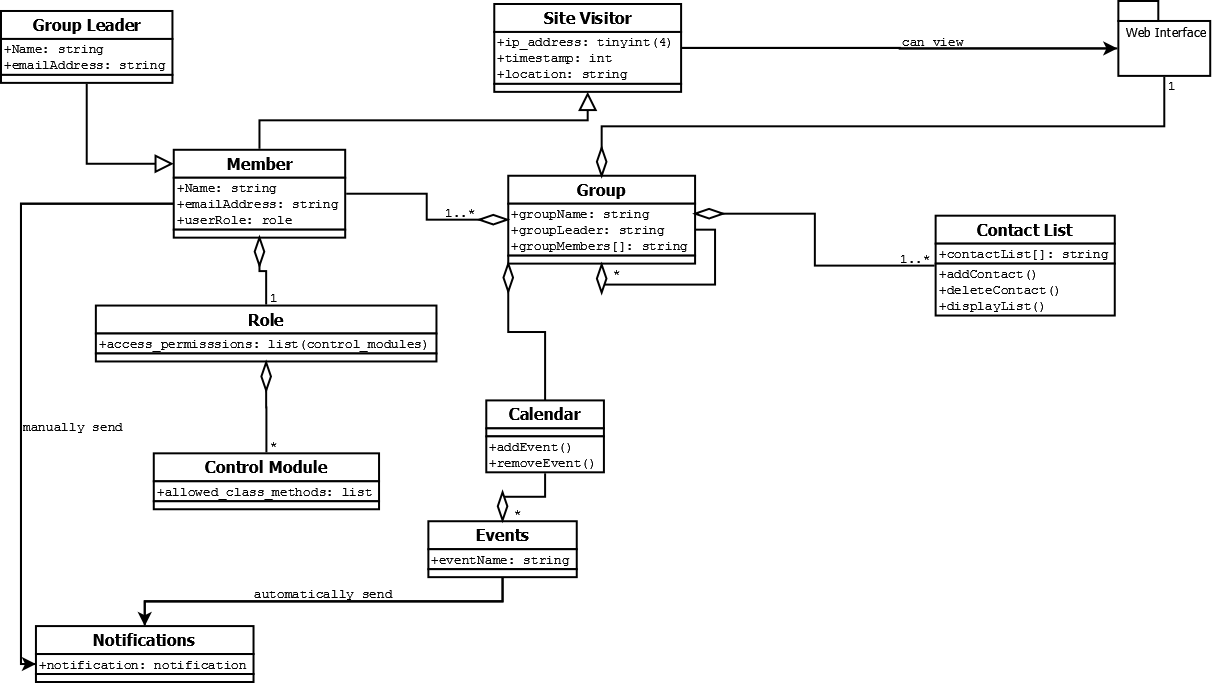 Group Leader
+Name: string
+emailAddress: string
Site Visitor
+ip_address: tinyint(4)
+timestamp: int
+location: string
can view
Web Interface
1
Member
+Name: string
+emailAddress: string
+userRole: role
1..*
Group
+groupName: string
+groupLeader: string
+groupMembers[]: string
*
1..*
Contact List
+contactList[]: string
+addContact()
+deleteContact()
+displayList()
1
Role
+access_permisssions: list(control_modules)
*
manually send
Control Module
+allowed_class_methods: list
Calendar
+addEvent()
+removeEvent()
*
Events
+eventName: string
automatically send
Notifications
+notification: notification